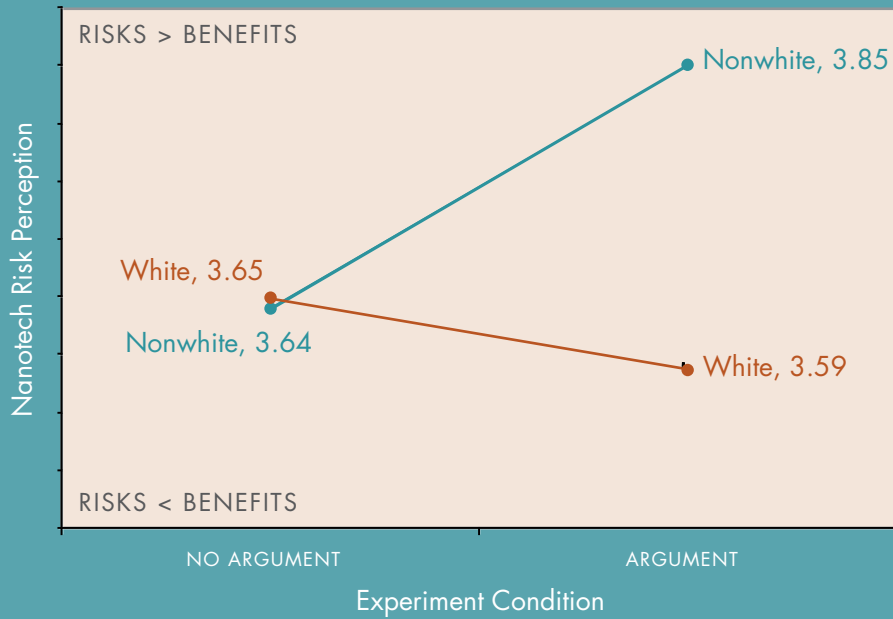 RISKS > BENEFITS
Nonwhite, 3.85
Nanotech Risk Perception
White, 3.65
Nonwhite, 3.64
White, 3.59
RISKS < BENEFITS
NO ARGUMENT
ARGUMENT
Experiment Condition